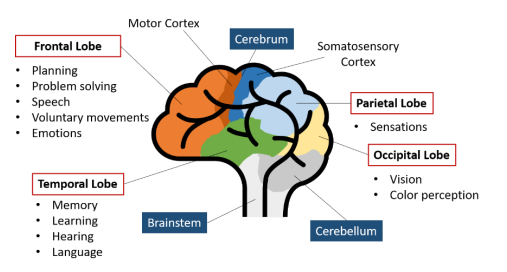 Motor Cortex
Cerebrum
Frontal Lobe
• Planning
• Problem solving
• Speech
• Voluntary movements
• Emotions
Somatosensory
Cortex
Parietal Lobe
• Sensations
Occipital Lobe
• Vision
• Color perception
Temporal Lobe
• Memory
• Learning
• Hearing
• Language
Brainstem
Cerebellum